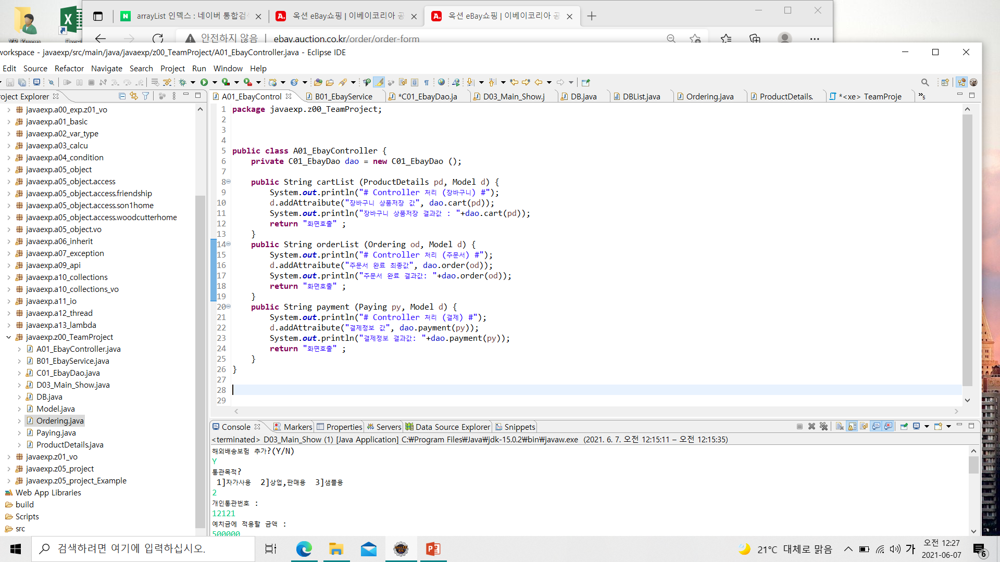 arrayList 인덱스 : 네이버 통합검색
옥션 eBay쇼핑 | 이베이코리아 공
옥션 eBay쇼핑 | 이베이코리아 공
안전하지 않음 | ebay.auction.co.kr/order/order-form
workspace - javaexp/src/main/java/javaexp/z00_TeamProject/A01_EbayController.java - Eclipse IDE
Edit Source Refactor Navigate Search Project Run Window Help
oject Explorer
A01_EbayControl
B01_EbayService
*C01_EbayDao.ja
D03_Main_Show.j
DB.java
DBList.java
Ordering.java
ProductDetails.
*<xe> TeamProje
»5
javaexp.a00_exp.z01_vo
javaexp.a01_basic
javaexp.a02_var_type
javaexp.a03_calcu
javaexp.a04_condition
javaexp.a05_object
javaexp.a05_object.access
javaexp.a05_object.access.friendship
javaexp.a05_object.access.son1home
javaexp.a05_object.access.woodcutterhome
javaexp.a05_object.vo
javaexp.a06_inherit
javaexp.a07_exception
javaexp.a09_api
javaexp.a10_collections
javaexp.a10_collections_vo
javaexp.a11_io
javaexp.a12_thread
javaexp.a13_lambda
javaexp.z00_TeamProject
A01_EbayController.java
B01_EbayService.java
C01_EbayDao.java
D03_Main_Show.java
DB.java
Model.java
Ordering.java
Paying.java
ProductDetails.java
javaexp.z01_vo
javaexp.z05_project
javaexp.z05_project_Example
Web App Libraries
build
Scripts
src
1 package javaexp.z00_TeamProject;
2
3
4
5 public class A01_EbayController {
6 private C01_EbayDao dao = new C01_EbayDao ();
7
8 public String cartList (ProductDetails pd, Model d) {
9 System.out.println("# Controller 처리 (장바구니) #");
10 d.addAttraibute("장바구니 상품저장 값", dao.cart(pd));
11 System.out.println("장바구니 상품저장 결과값 : "+dao.cart(pd));
12 return "화면호출" ;
13 }
14 public String orderList (Ordering od, Model d) {
15 System.out.println("# Controller 처리 (주문서) #");
16 d.addAttraibute("주문서 완료 최종값", dao.order(od));
17 System.out.println("주문서 완료 결과값: "+dao.order(od));
18 return "화면호출" ;
19 }
20 public String payment (Paying py, Model d) {
21 System.out.println("# Controller 처리 (결제) #");
22 d.addAttraibute("결제정보 값", dao.payment(py));
23 System.out.println("결제정보 결과값: "+dao.payment(py));
24 return "화면호출" ;
25 }
26 }
27
28
29
Console Markers Properties Servers Data Source Explorer Snippets
<terminated> D03_Main_Show (1) [Java Application] C:₩Program Files₩Java₩jdk-15.0.2₩bin₩javaw.exe (2021. 6. 7. 오전 12:15:11 – 오전 12:15:35)
해외배송보험 추가?(Y/N)
Y
통관목적?
1]자가사용 2]상업,판매용 3]샘플용
2
개인통관번호 :
12121
예치금에 적용할 금액 :
500000
검색하려면 여기에 입력하십시오.
21°C 대체로 맑음
가
오전 12:27
2021-06-07
6